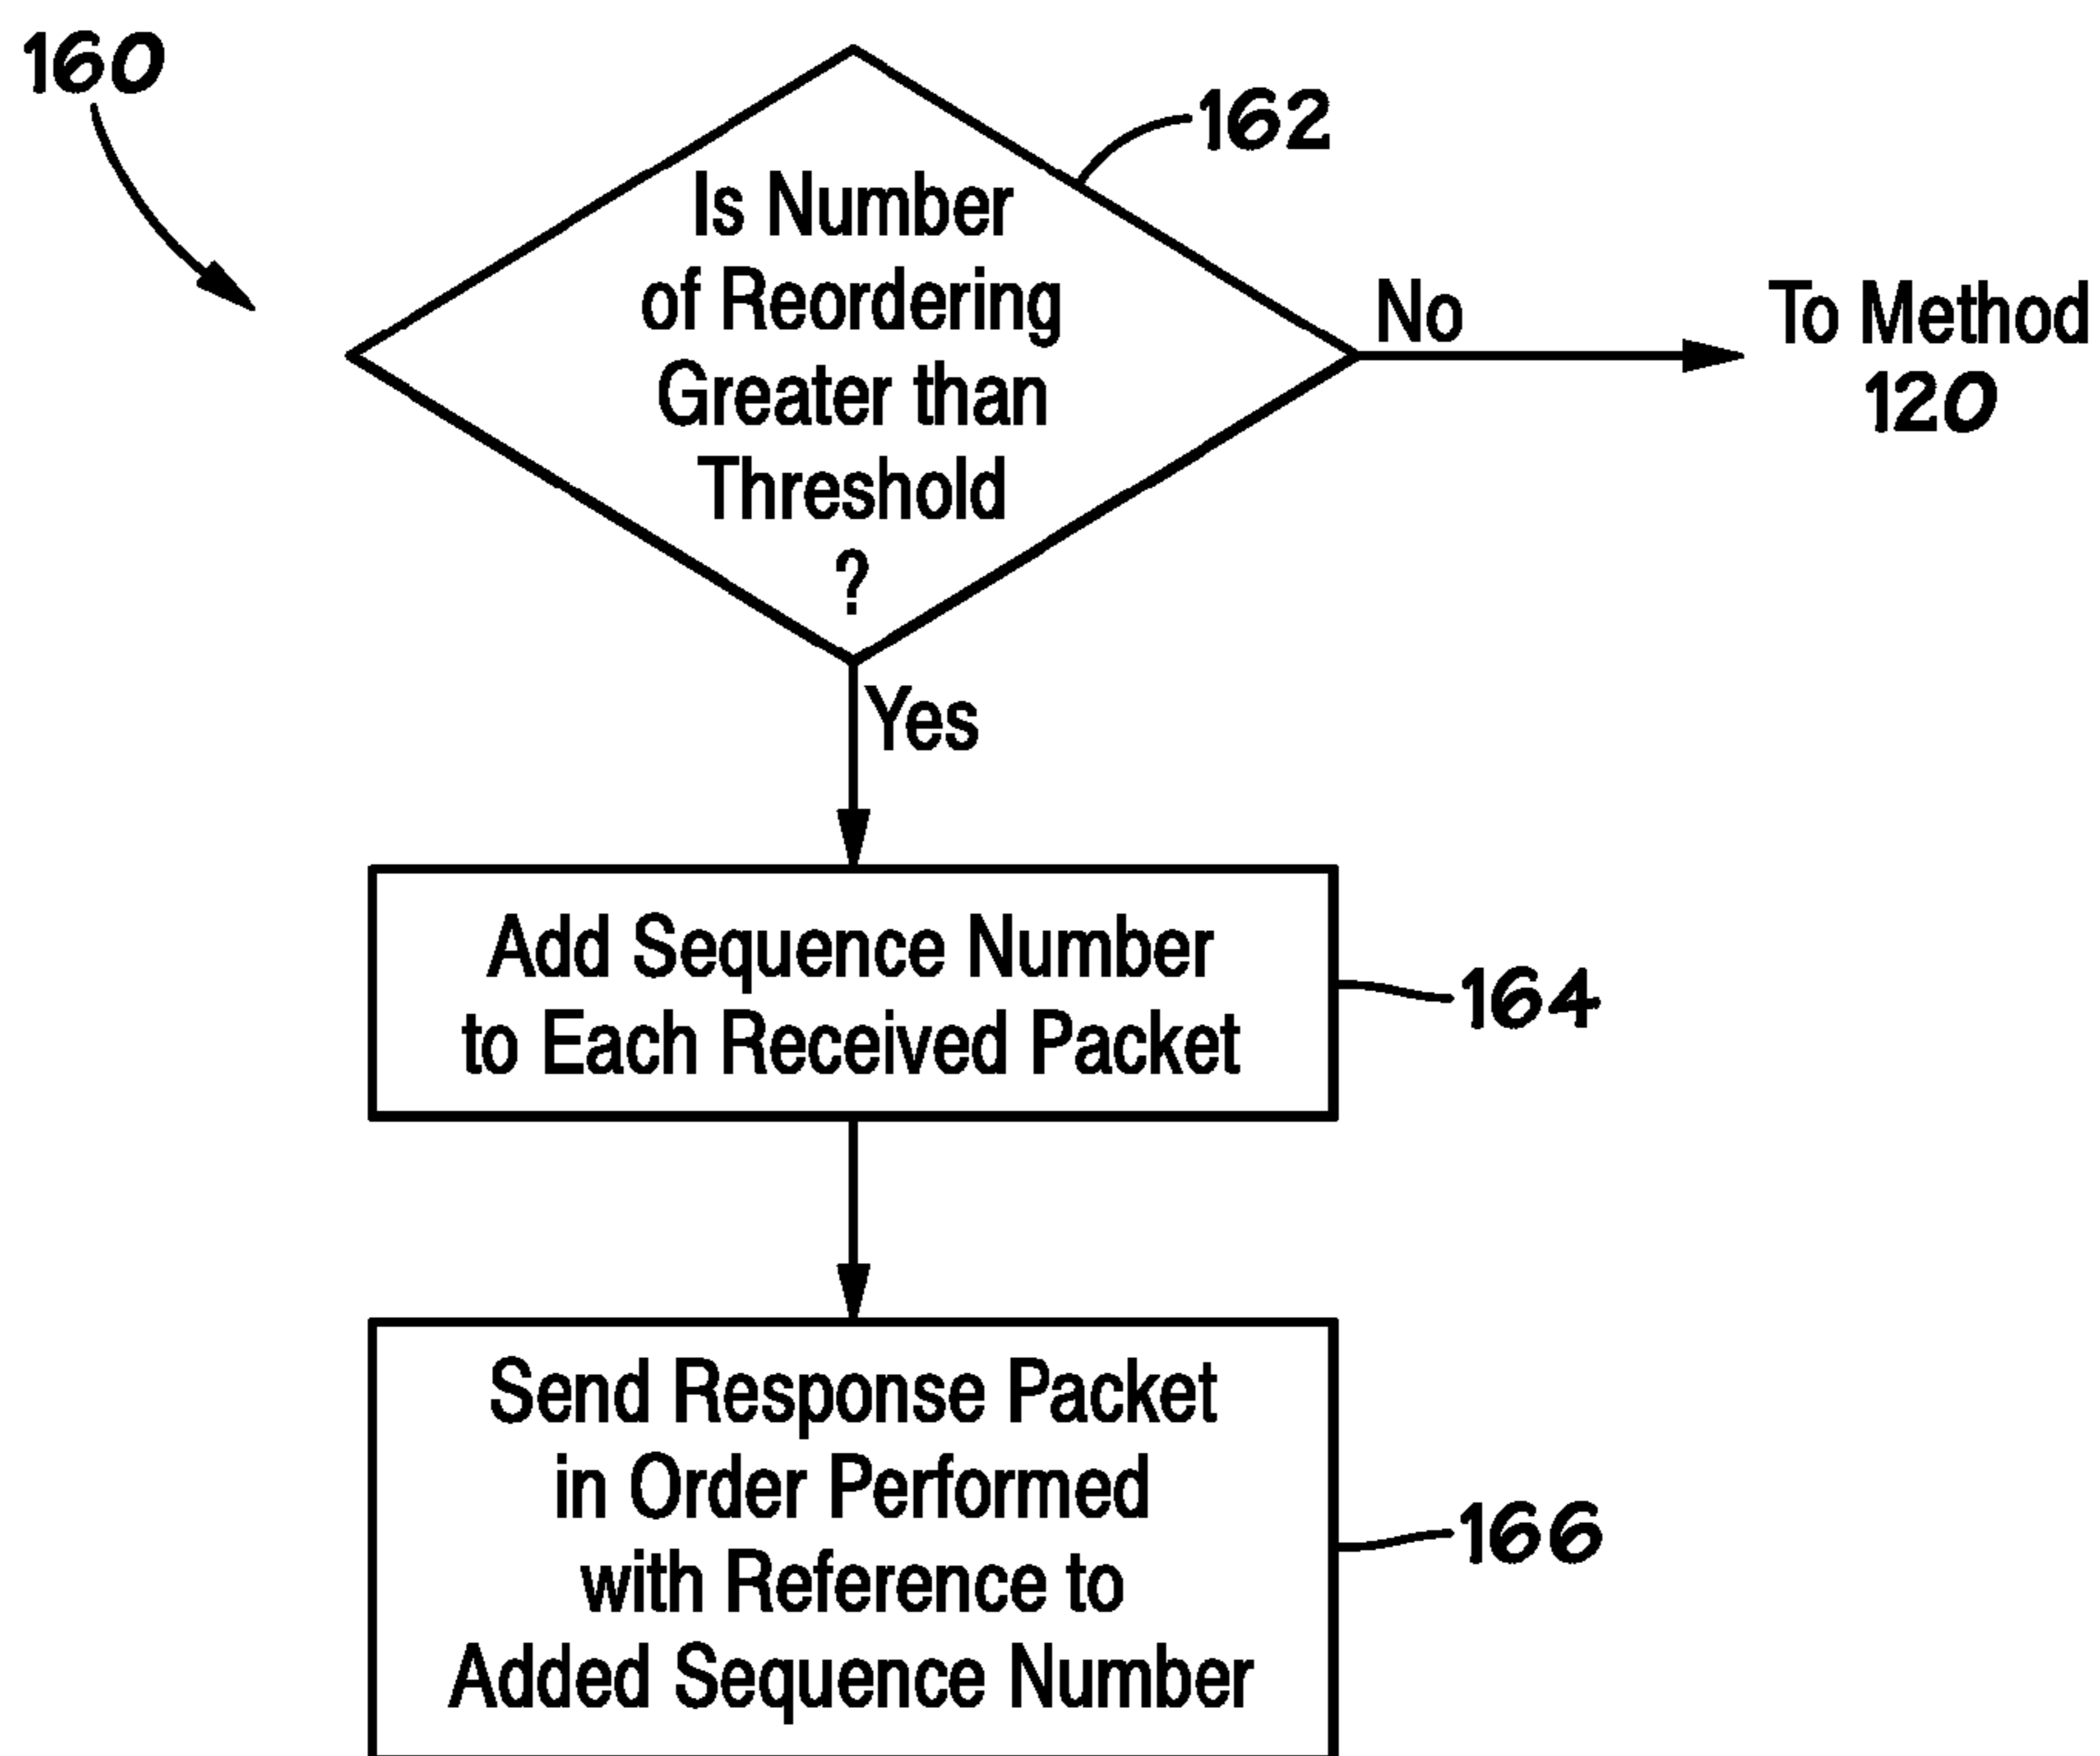 160
162
Is Number
of Reordering
Greater than
Threshold
?
No
To Method
120
Yes
Add Sequence Number
to Each Received Packet
164
Send Response Packet
in Order Performed
with Reference to
Added Sequence Number
166